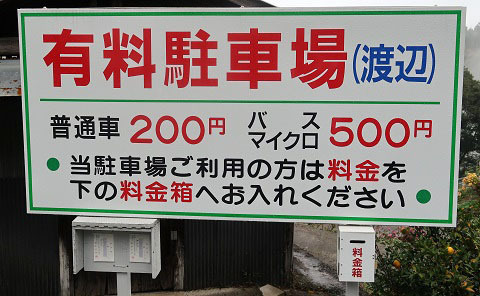 有料駐車場(渡辺)
普通車 200円 バス マイクロ 500円
● 当駐車場ご利用の方は料金を
下の料金箱へお入れください ●
料金箱